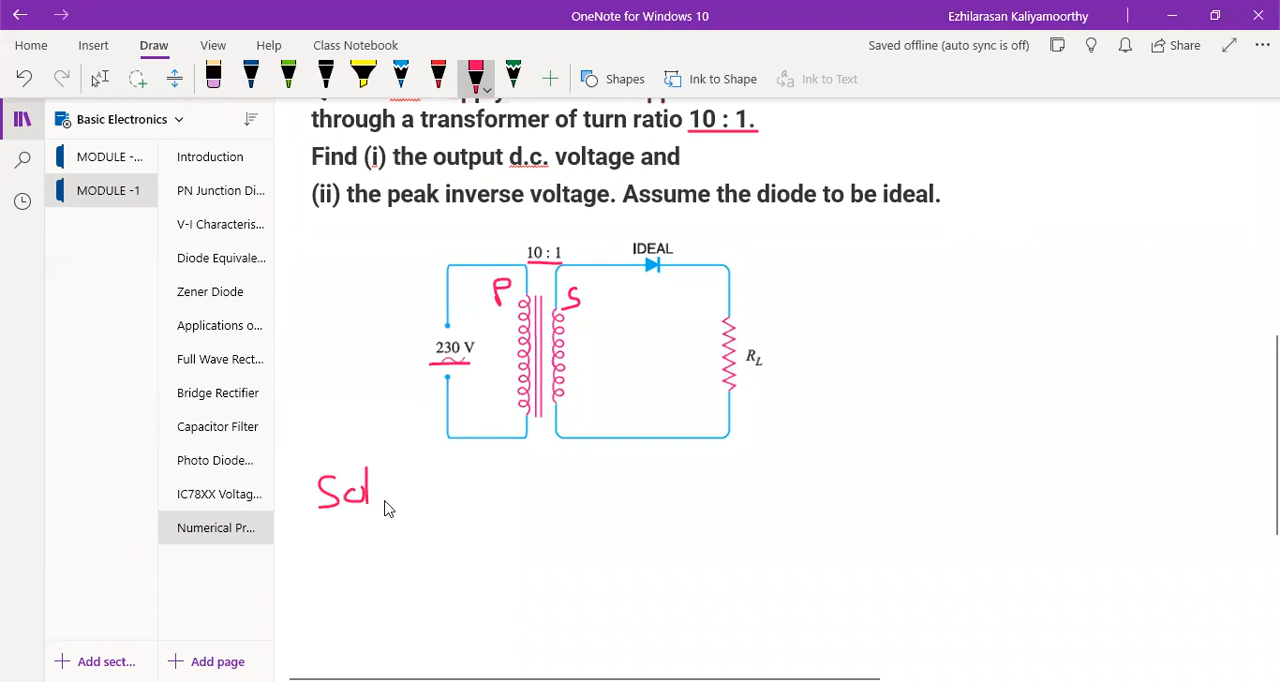 OneNote for Windows 10
Ezhilarasan Kaliyamoorthy
Home Insert Draw View Help Class Notebook
Saved offline (auto sync is off) Share
Shapes Ink to Shape Ink to Text
Basic Electronics
MODULE -...
MODULE -1
Introduction
PN Junction Di...
V-I Characteris...
Diode Equivale...
Zener Diode
Applications o...
Full Wave Rect...
Bridge Rectifier
Capacitor Filter
Photo Diode...
IC78XX Voltag...
Numerical Pr...
Add sect...
Add page
through a transformer of turn ratio 10 : 1.
Find (i) the output d.c. voltage and
(ii) the peak inverse voltage. Assume the diode to be ideal.
10 : 1
IDEAL
P
S
230 V
RL
Sol